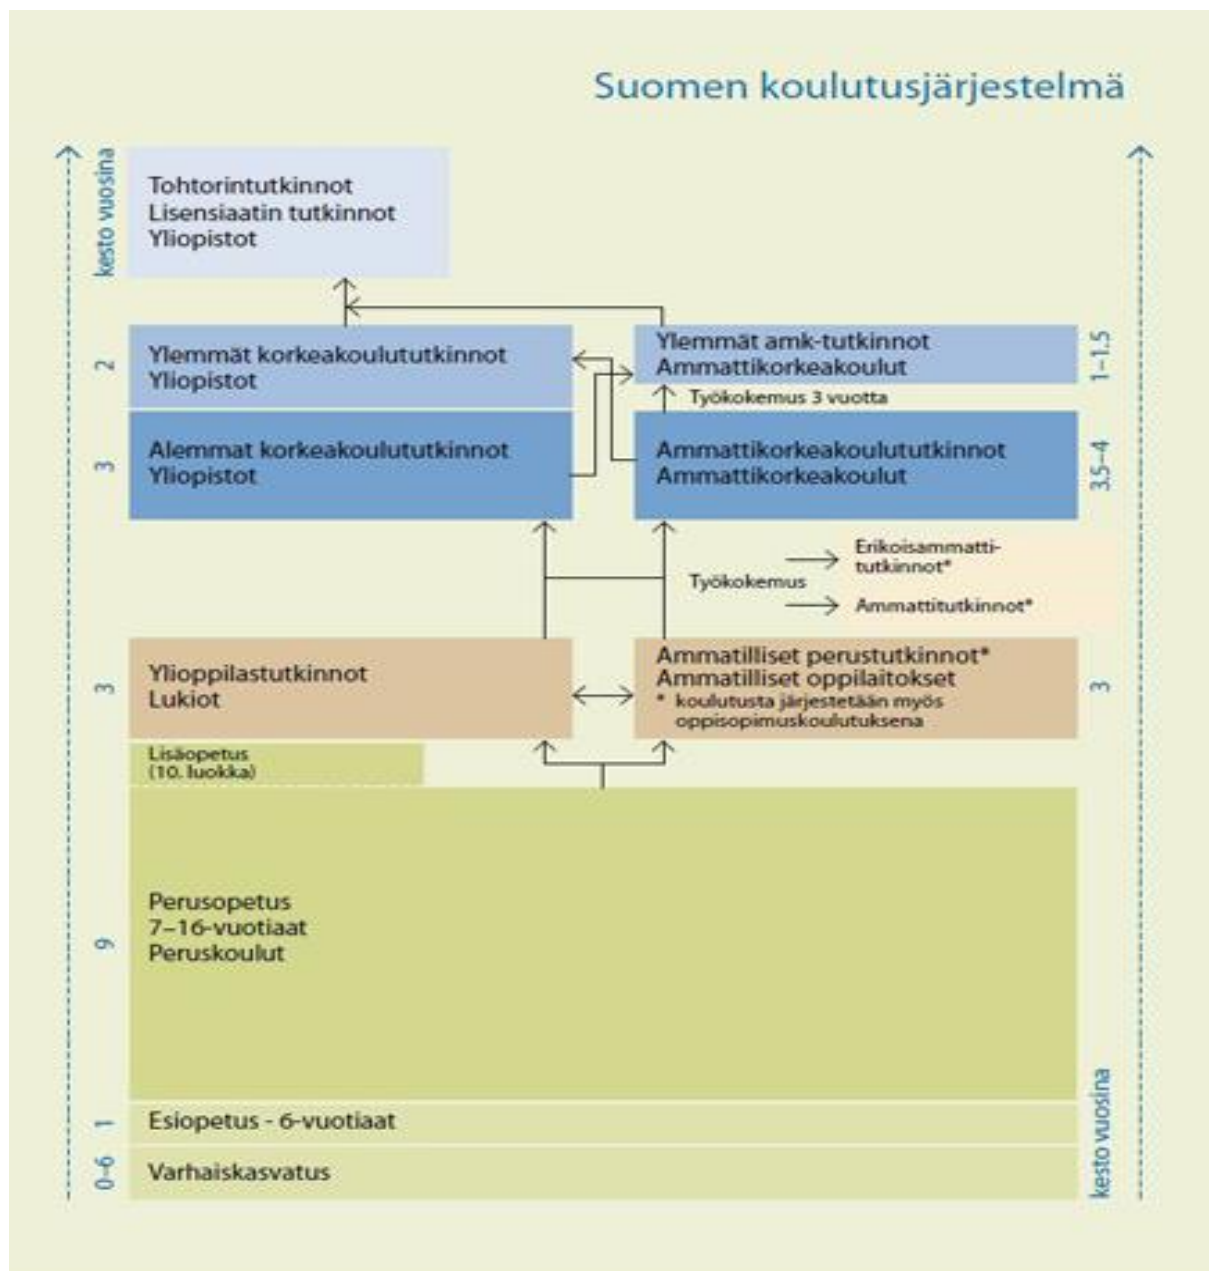 Suomen koulutusjärjestelmä
kesto vuosina
Tohtorintutkinnot
Lisensiaatin tutkinnot
Yliopistot
2
Ylemmät korkeakoulututkinnot
Yliopistot
Ylemmät amk-tutkinnot
Ammattikorkeakoulut
1–1.5
Työkokemus 3 vuotta
3
Alemmat korkeakoulututkinnot
Yliopistot
Ammattikorkeakoulututkinnot
Ammattikorkeakoulut
3.5–4
Työkokemus
Erikoisammatti-
tutkinnot*
Ammattitutkinnot*
3
Ylioppilastutkinnot
Lukiot
Ammatilliset perustutkinnot*
Ammatilliset oppilaitokset
* koulutusta järjestetään myös
oppisopimuskoulutuksena
3
Lisäopetus
(10. luokka)
9
Perusopetus
7–16-vuotiaat
Peruskoulut
1
Esiopetus - 6-vuotiaat
0–6
Varhaiskasvatus
kesto vuosina